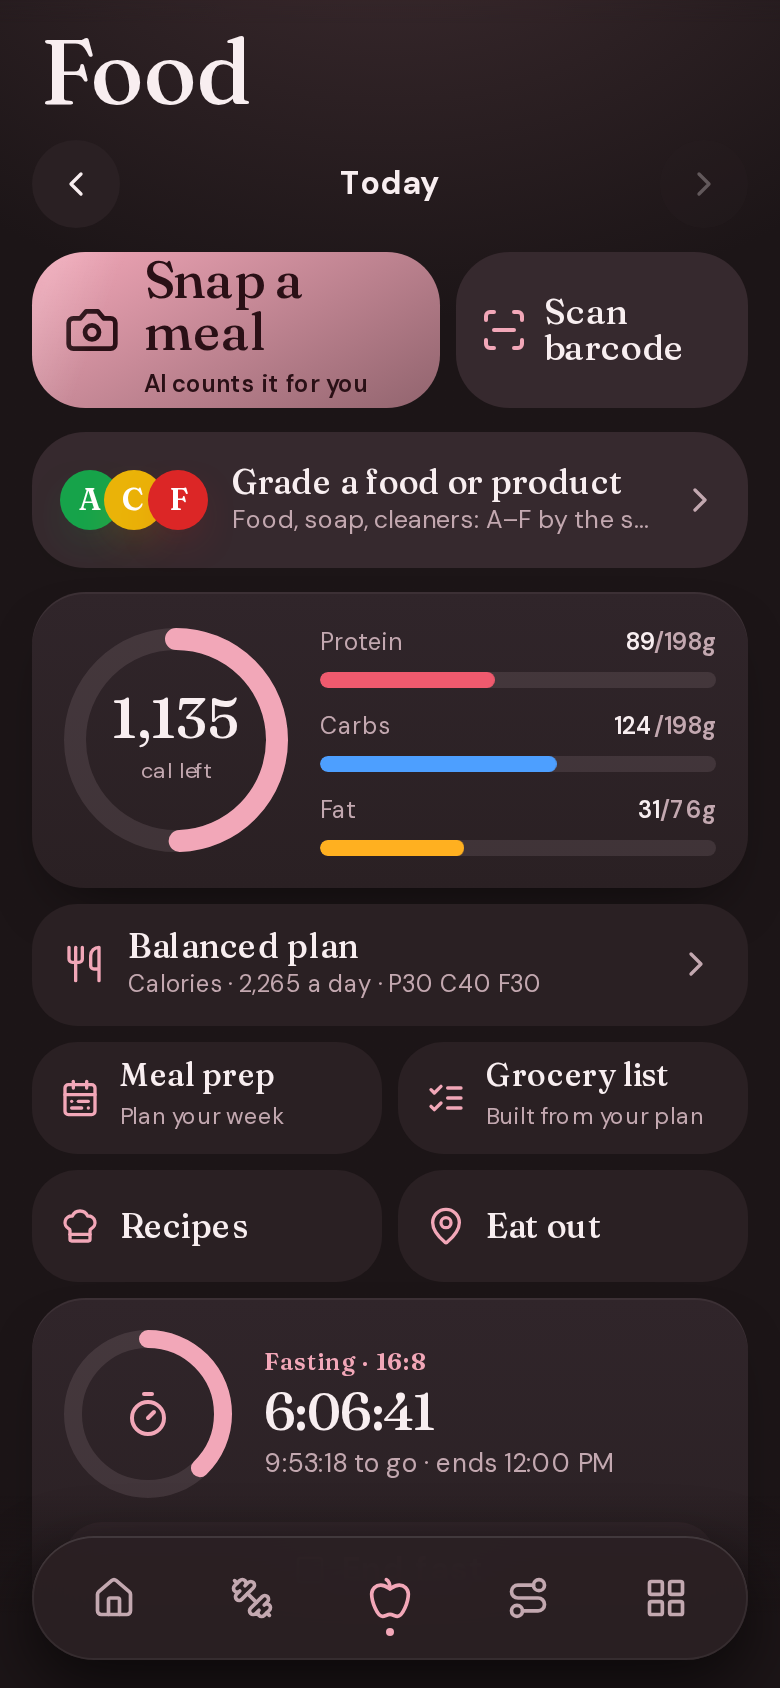 Food
Today
Snap a
meal
AI counts it for you
Scan
barcode
A C F
Grade a food or product
Food, soap, cleaners: A–F by the s...
1,135
cal left
Protein 89/198g
Carbs 124/198g
Fat 31/76g
Balanced plan
Calories · 2,265 a day · P30 C40 F30
Meal prep
Plan your week
Grocery list
Built from your plan
Recipes
Eat out
Fasting · 16:8
6:06:41
9:53:18 to go · ends 12:00 PM